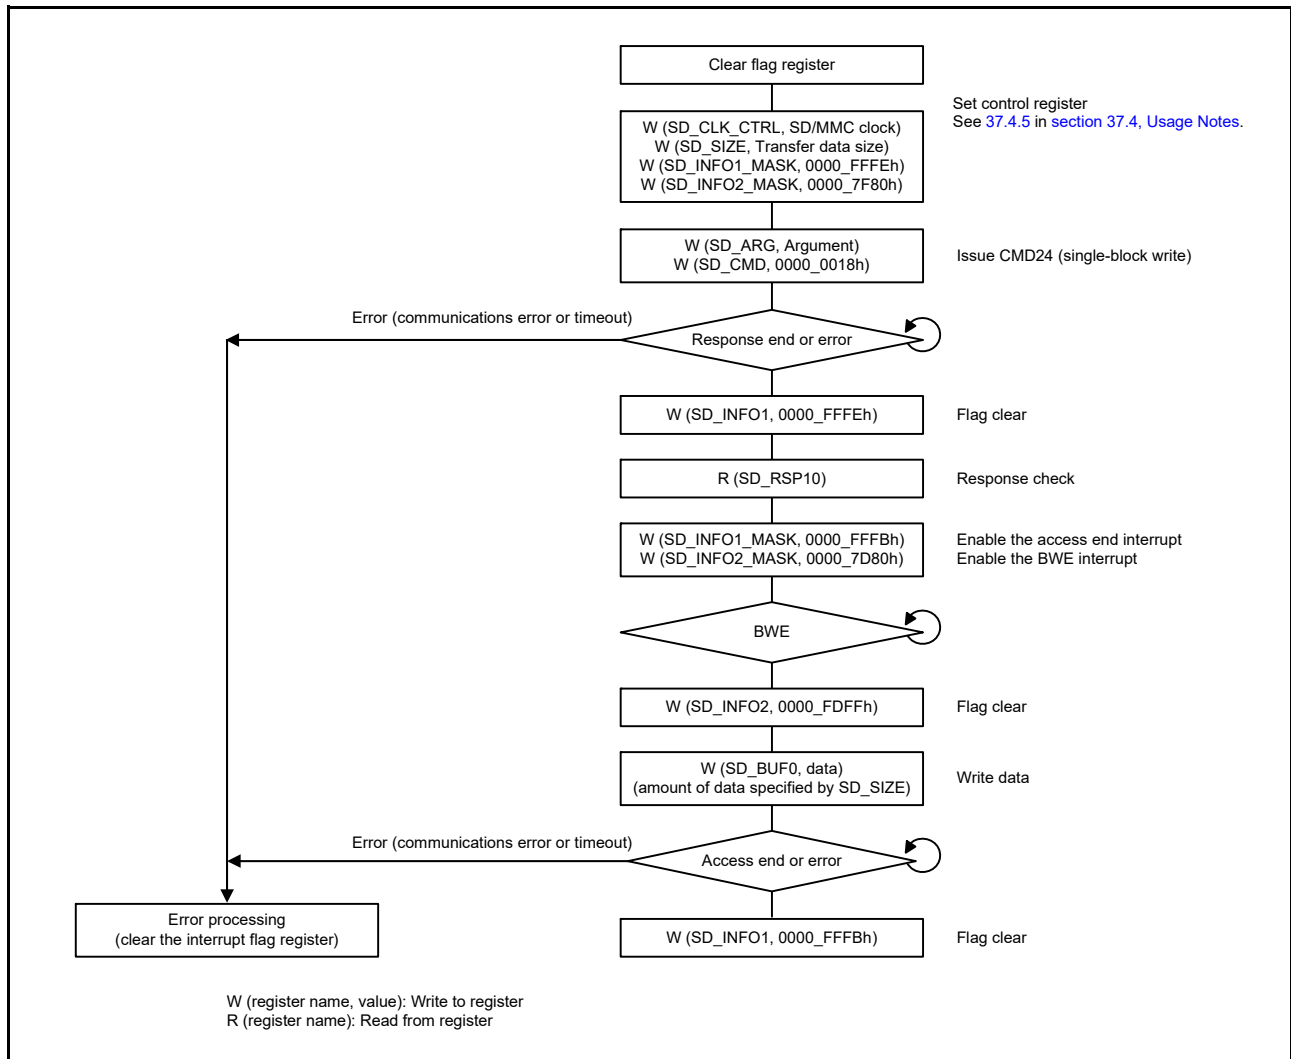 Clear flag register
Set control register
See 37.4.5 in section 37.4, Usage Notes.
W (SD_CLK_CTRL, SD/MMC clock)
W (SD_SIZE, Transfer data size)
W (SD_INFO1_MASK, 0000_FFFEh)
W (SD_INFO2_MASK, 0000_7F80h)
W (SD_ARG, Argument)
W (SD_CMD, 0000_0018h)
Issue CMD24 (single-block write)
Error (communications error or timeout)
Response end or error
W (SD_INFO1, 0000_FFFEh)
Flag clear
R (SD_RSP10)
Response check
W (SD_INFO1_MASK, 0000_FFFBh)
W (SD_INFO2_MASK, 0000_7D80h)
Enable the access end interrupt
Enable the BWE interrupt
BWE
W (SD_INFO2, 0000_FDFFh)
Flag clear
W (SD_BUF0, data)
(amount of data specified by SD_SIZE)
Write data
Error (communications error or timeout)
Access end or error
Error processing
(clear the interrupt flag register)
W (SD_INFO1, 0000_FFFBh)
Flag clear
W (register name, value): Write to register
R (register name): Read from register